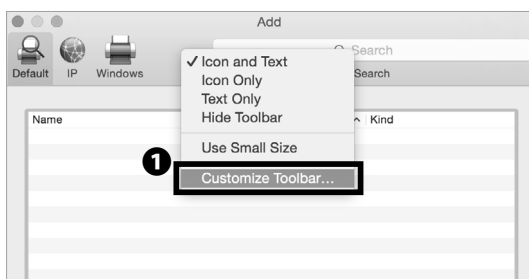 Add
Search
Default IP Windows
Search
✓ Icon and Text
Icon Only
Text Only
Hide Toolbar
Use Small Size
1
Customize Toolbar...
Name
Kind